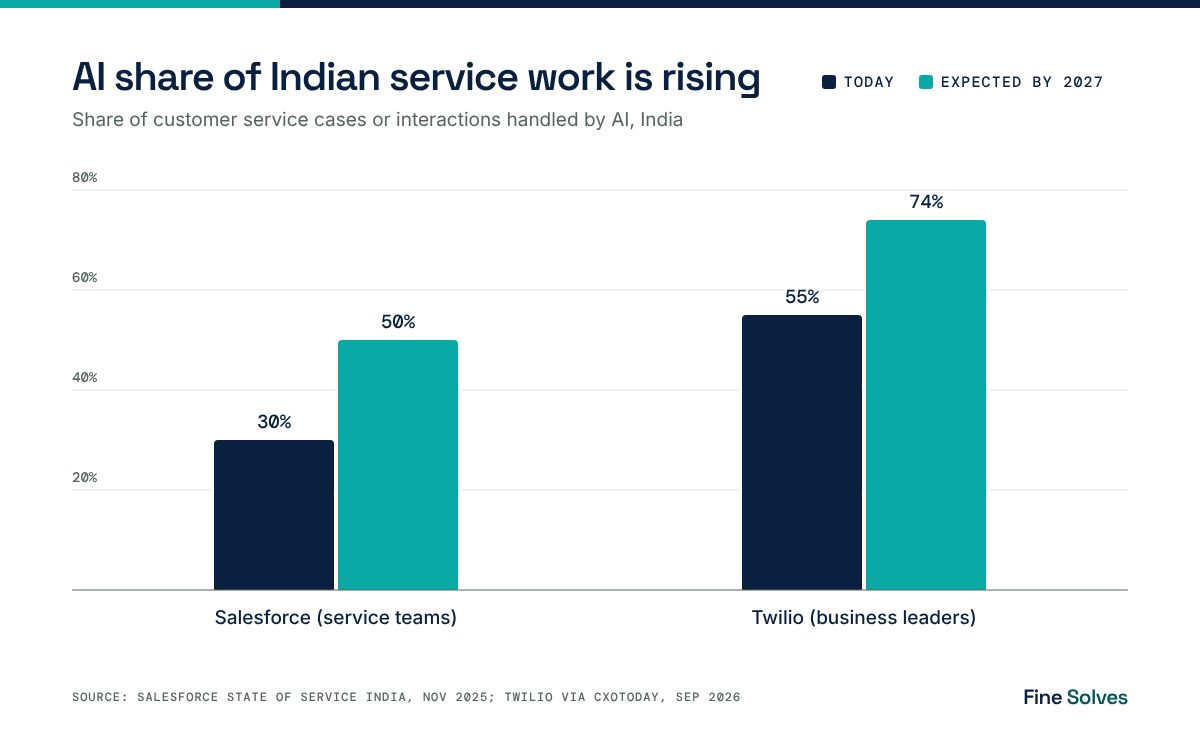 AI share of Indian service work is rising
TODAY
EXPECTED BY 2027
Share of customer service cases or interactions handled by AI, India
80%
60%
40%
20%
30%
50%
55%
74%
Salesforce (service teams)
Twilio (business leaders)
SOURCE: SALESFORCE STATE OF SERVICE INDIA, NOV 2025; TWILIO VIA CXOTODAY, SEP 2026
Fine Solves